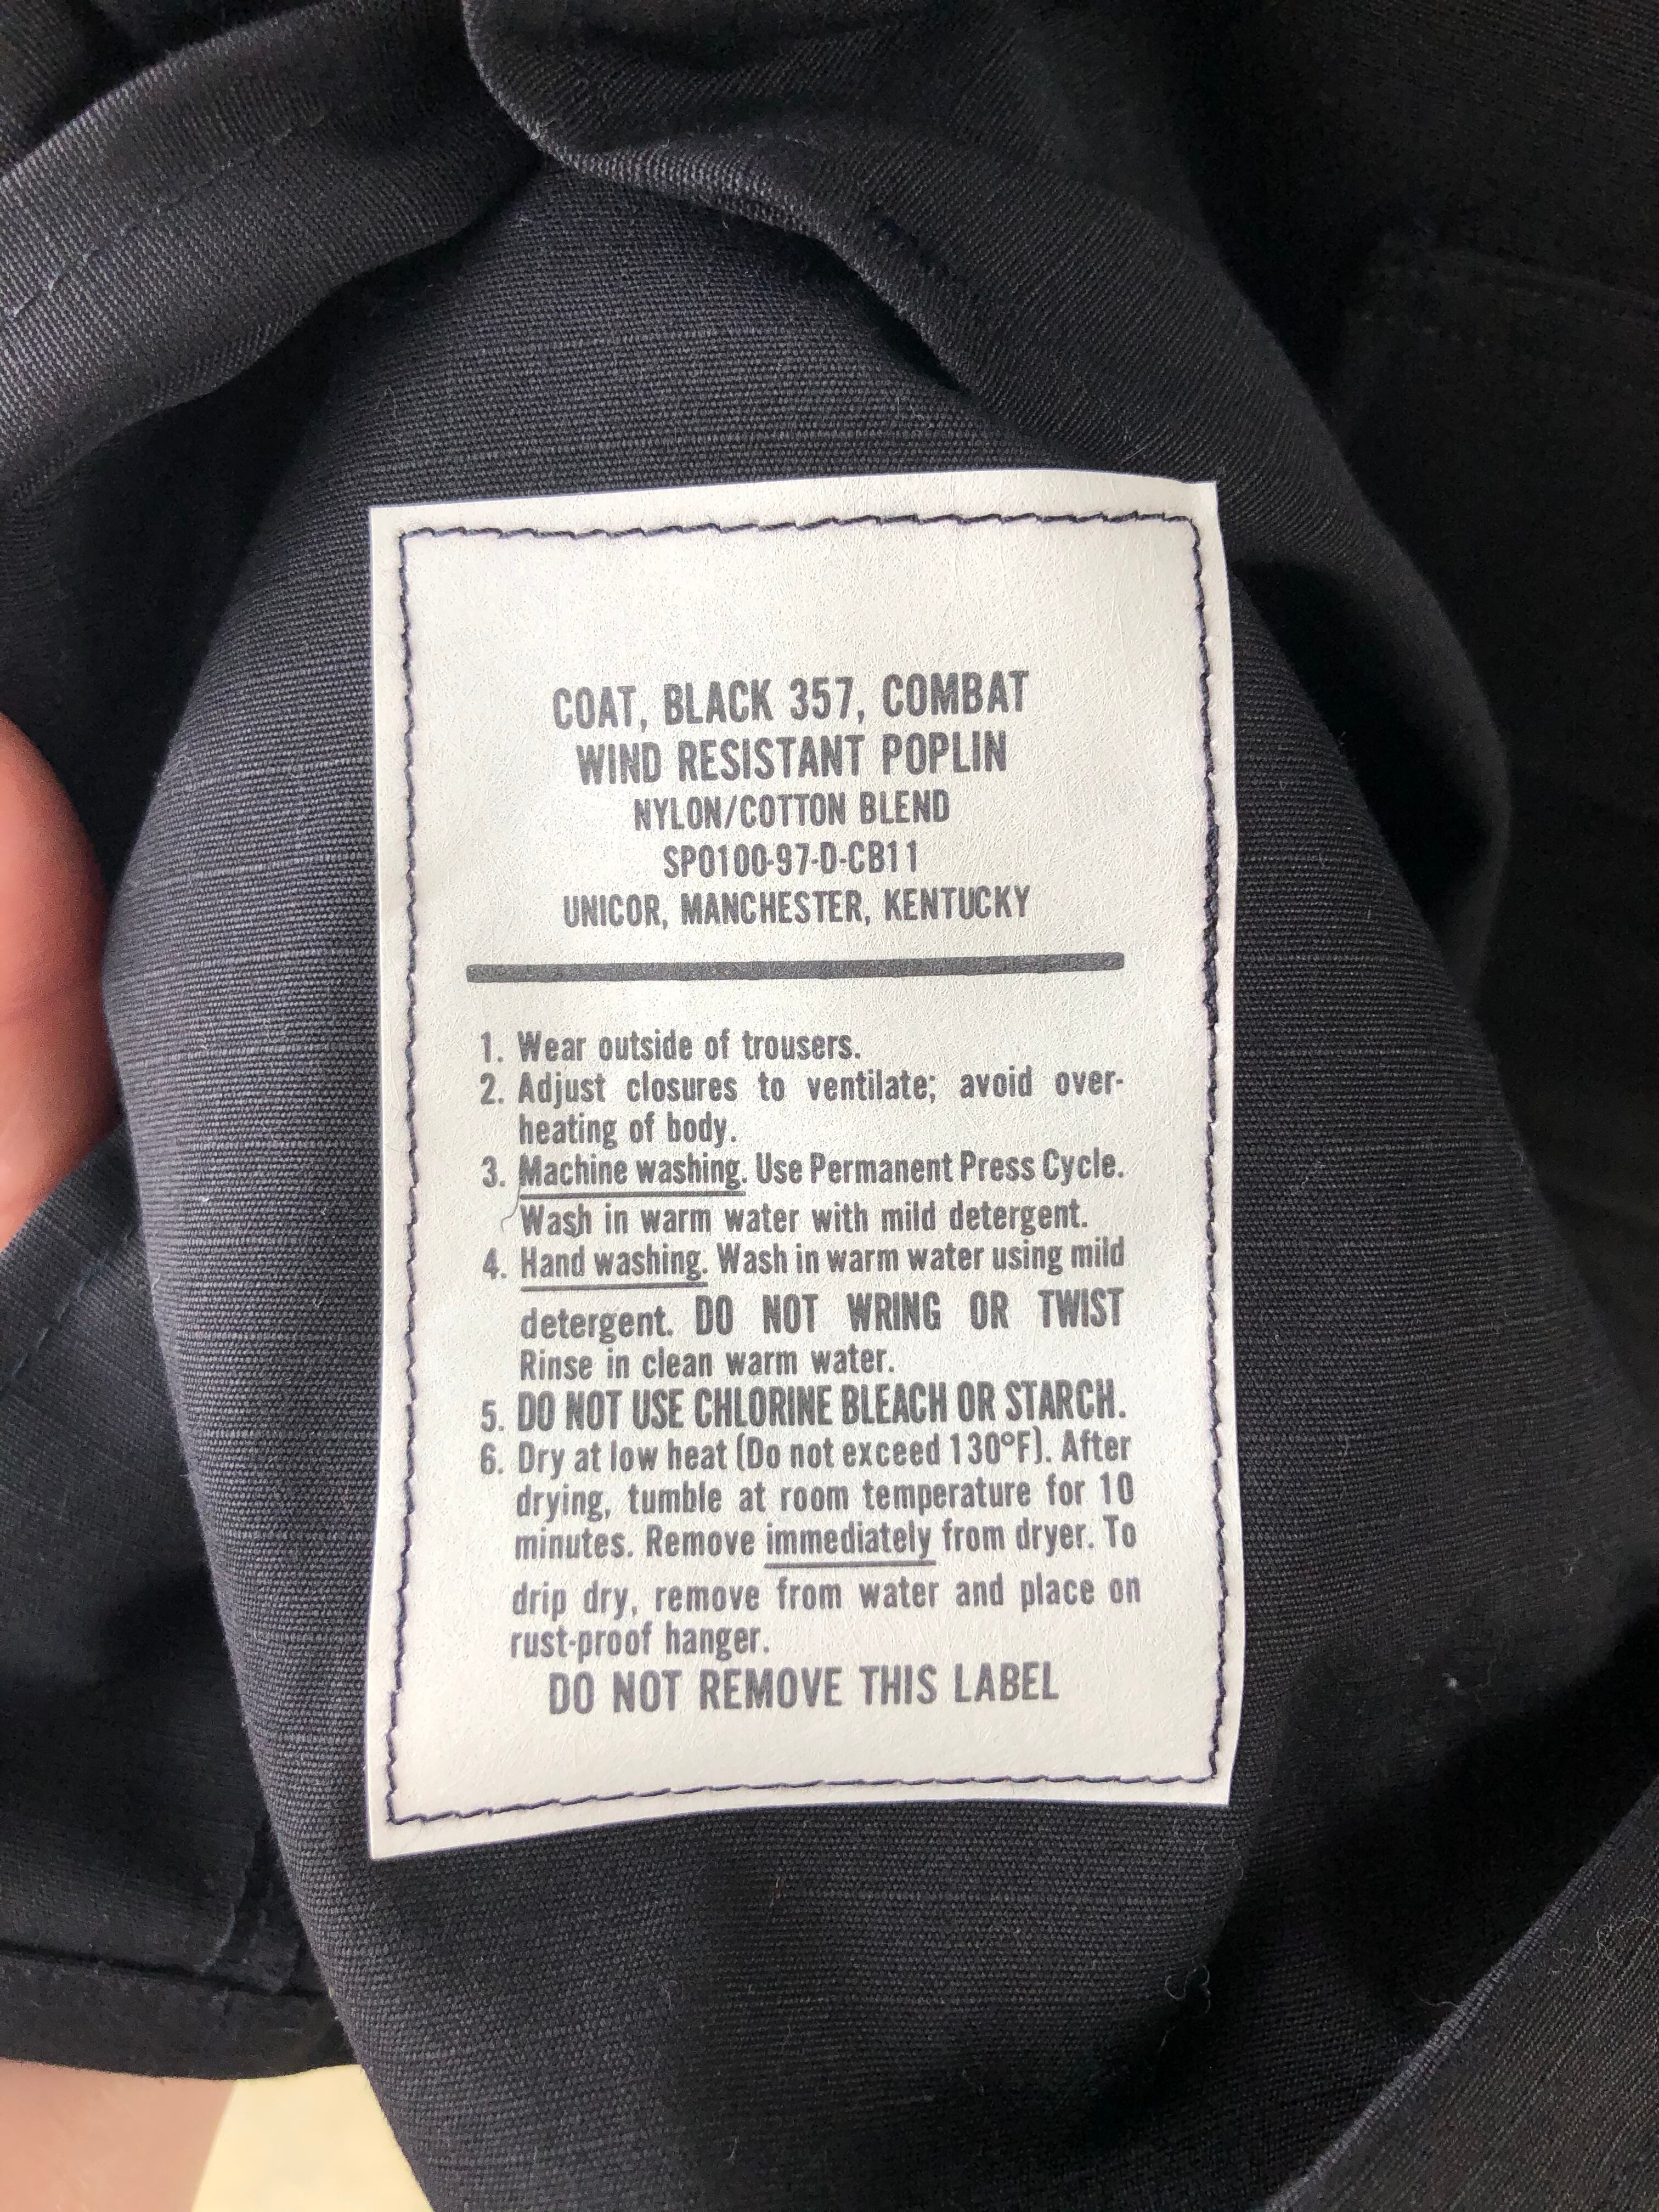 COAT, BLACK 357, COMBAT
WIND RESISTANT POPLIN
NYLON/COTTON BLEND
SP0100-97-D-CB11
UNICOR, MANCHESTER, KENTUCKY
1. Wear outside of trousers.
2. Adjust closures to ventilate; avoid over-
heating of body.
3. Machine washing. Use Permanent Press Cycle.
Wash in warm water with mild detergent.
4. Hand washing. Wash in warm water using mild
detergent. DO NOT WRING OR TWIST
Rinse in clean warm water.
5. DO NOT USE CHLORINE BLEACH OR STARCH.
6. Dry at low heat (Do not exceed 130°F). After
drying, tumble at room temperature for 10
minutes. Remove immediately from dryer. To
drip dry, remove from water and place on
rust-proof hanger.
DO NOT REMOVE THIS LABEL